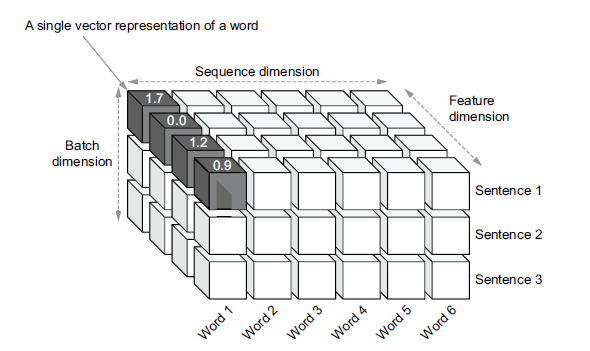 A single vector representation of a word
Sequence dimension
Feature
dimension
Batch
dimension
1.7
0.0
1.2
0.9
Sentence 1
Sentence 2
Sentence 3
Word 1
Word 2
Word 3
Word 4
Word 5
Word 6